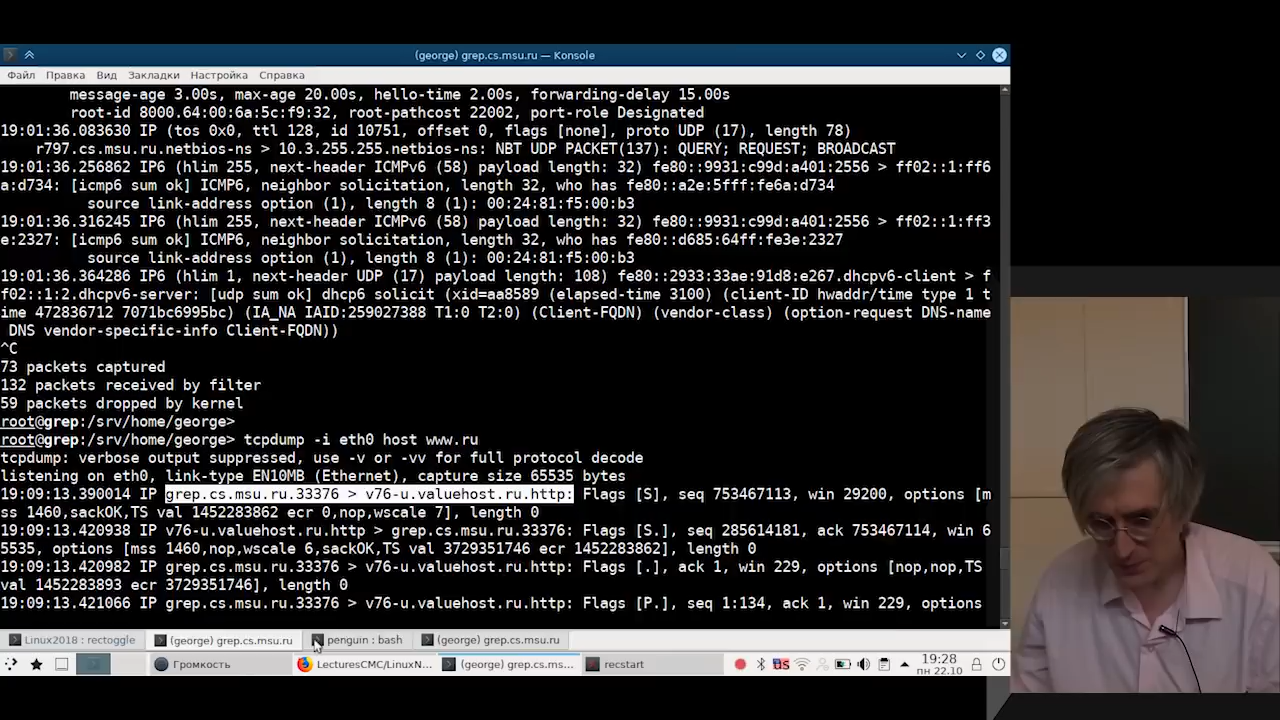 (george) grep.cs.msu.ru — Konsole
Файл Правка Вид Закладки Настройка Справка
message-age 3.00s, max-age 20.00s, hello-time 2.00s, forwarding-delay 15.00s
root-id 8000.64:00:6a:5c:f9:32, root-pathcost 22002, port-role Designated
19:01:36.083630 IP (tos 0x0, ttl 128, id 10751, offset 0, flags [none], proto UDP (17), length 78)
r797.cs.msu.ru.netbios-ns > 10.3.255.255.netbios-ns: NBT UDP PACKET(137): QUERY; REQUEST; BROADCAST
19:01:36.256862 IP6 (hlim 255, next-header ICMPv6 (58) payload length: 32) fe80::9931:c99d:a401:2556 > ff02::1:ff6
a:d734: [icmp6 sum ok] ICMP6, neighbor solicitation, length 32, who has fe80::a2e:5fff:fe6a:d734
source link-address option (1), length 8 (1): 00:24:81:f5:00:b3
19:01:36.316245 IP6 (hlim 255, next-header ICMPv6 (58) payload length: 32) fe80::9931:c99d:a401:2556 > ff02::1:ff3
e:2327: [icmp6 sum ok] ICMP6, neighbor solicitation, length 32, who has fe80::d685:64ff:fe3e:2327
source link-address option (1), length 8 (1): 00:24:81:f5:00:b3
19:01:36.364286 IP6 (hlim 1, next-header UDP (17) payload length: 108) fe80::2933:33ae:91d8:e267.dhcpv6-client > f
f02::1:2.dhcpv6-server: [udp sum ok] dhcp6 solicit (xid=aa8589 (elapsed-time 3100) (client-ID hwaddr/time type 1 t
ime 472836712 7071bc6995bc) (IA_NA IAID:259027388 T1:0 T2:0) (Client-FQDN) (vendor-class) (option-request DNS-name
DNS vendor-specific-info Client-FQDN))
^C
73 packets captured
132 packets received by filter
59 packets dropped by kernel
root@grep:/srv/home/george>
root@grep:/srv/home/george> tcpdump -i eth0 host www.ru
tcpdump: verbose output suppressed, use -v or -vv for full protocol decode
listening on eth0, link-type EN10MB (Ethernet), capture size 65535 bytes
19:09:13.390014 IP grep.cs.msu.ru.33376 > v76-u.valuehost.ru.http: Flags [S], seq 753467113, win 29200, options [m
ss 1460,sackOK,TS val 1452283862 ecr 0,nop,wscale 7], length 0
19:09:13.420938 IP v76-u.valuehost.ru.http > grep.cs.msu.ru.33376: Flags [S.], seq 285614181, ack 753467114, win 6
5535, options [mss 1460,nop,wscale 6,sackOK,TS val 3729351746 ecr 1452283862], length 0
19:09:13.420982 IP grep.cs.msu.ru.33376 > v76-u.valuehost.ru.http: Flags [.], ack 1, win 229, options [nop,nop,TS
val 1452283893 ecr 3729351746], length 0
19:09:13.421066 IP grep.cs.msu.ru.33376 > v76-u.valuehost.ru.http: Flags [P.], seq 1:134, ack 1, win 229, options
Linux2018 : rectoggle (george) grep.cs.msu.ru penguin : bash (george) grep.cs.msu.ru
Громкость LecturesCMC/LinuxN... (george) grep.cs.ms... recstart US 19:28
пн 22.10